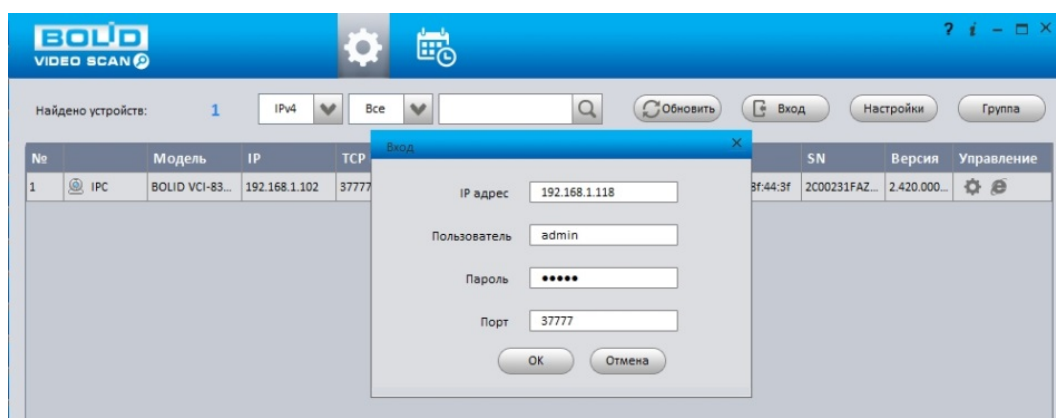 BOLID
VIDEO SCAN
? i
Найдено устройств: 1 IPv4 Все Обновить Вход Настройки Группа
Вход
№ Модель IP TCP SN Версия Управление
1 IPC BOLID VCI-83... 192.168.1.102 37777 3f:44:3f 2C00231FAZ... 2.420.000...
IP адрес 192.168.1.118
Пользователь admin
Пароль •••••
Порт 37777
OK Отмена